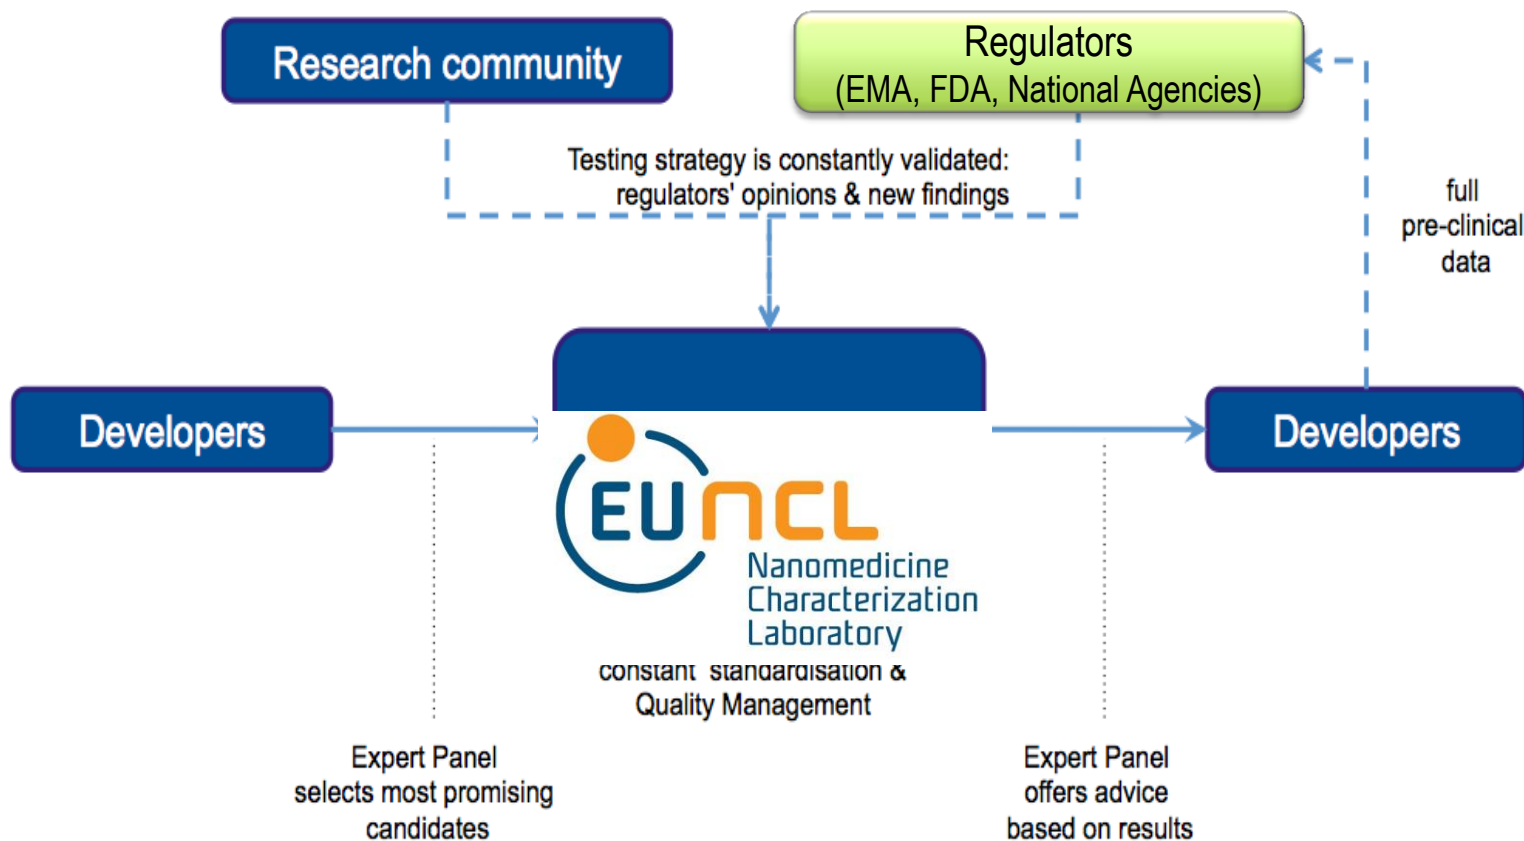 Research community
Regulators
(EMA, FDA, National Agencies)
Testing strategy is constantly validated:
regulators' opinions & new findings
full
pre-clinical
data
Developers
EUNCL
Nanomedicine
Characterization
Laboratory
Developers
constant standardisation &
Quality Management
Expert Panel
selects most promising
candidates
Expert Panel
offers advice
based on results